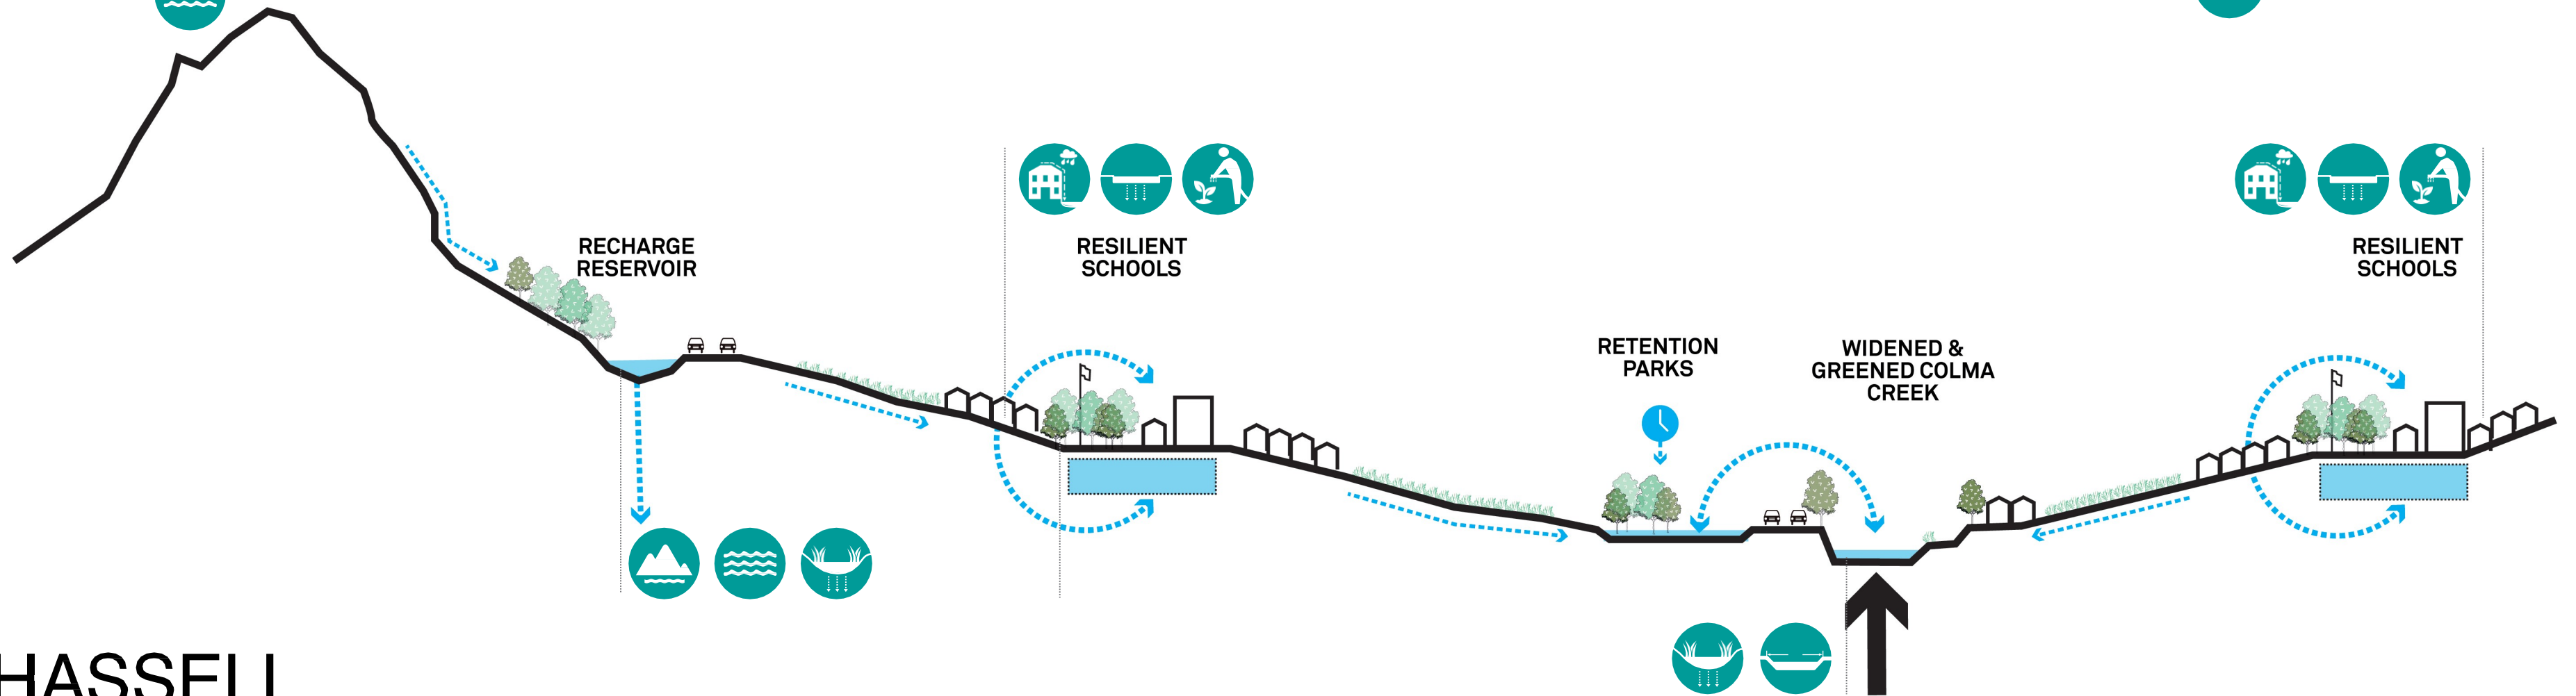 RECHARGE
RESERVOIR
RESILIENT
SCHOOLS
RESILIENT
SCHOOLS
RETENTION
PARKS
WIDENED &
GREENED COLMA
CREEK
HASSELL